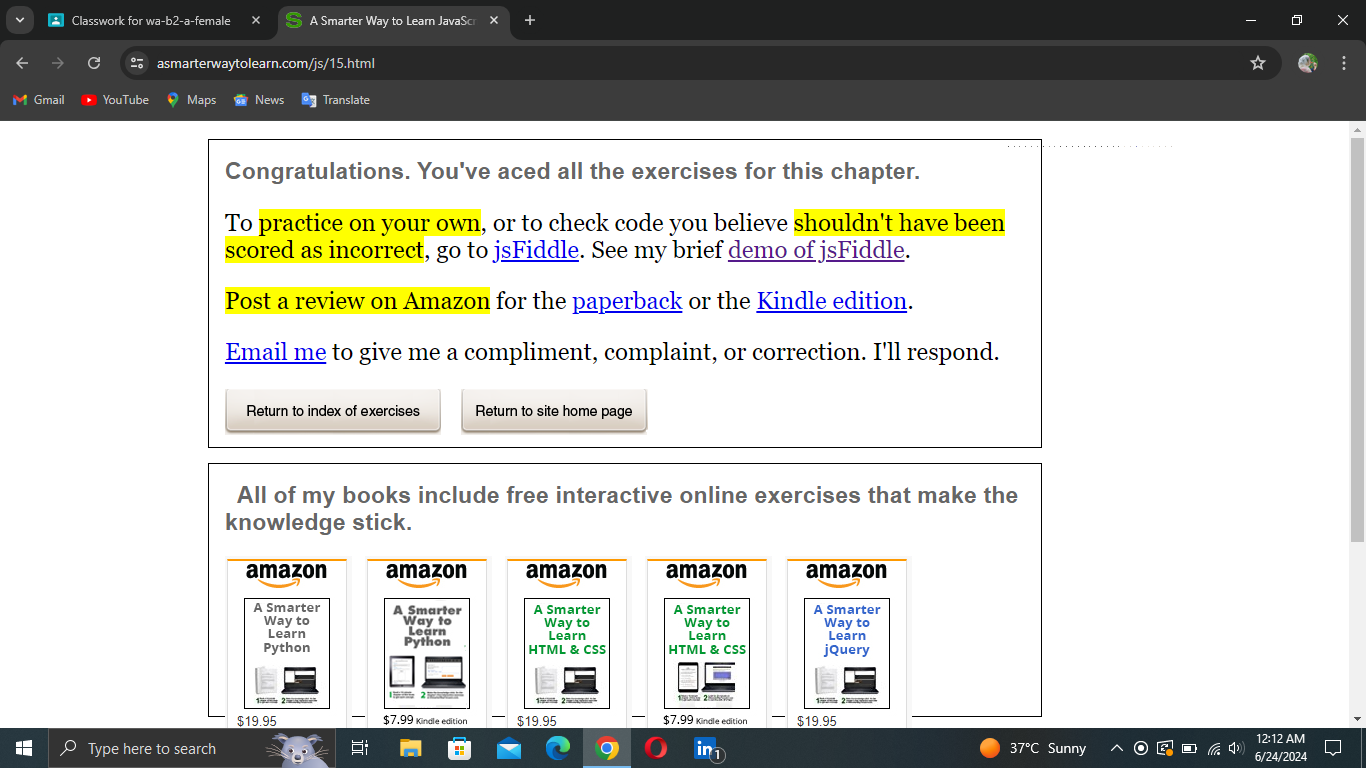 Classwork for wa-b2-a-female
A Smarter Way to Learn JavaSc
asmarterwaytolearn.com/js/15.html
Gmail YouTube Maps News Translate
Congratulations. You've aced all the exercises for this chapter.
To practice on your own, or to check code you believe shouldn't have been
scored as incorrect, go to jsFiddle. See my brief demo of jsFiddle.
Post a review on Amazon for the paperback or the Kindle edition.
Email me to give me a compliment, complaint, or correction. I'll respond.
Return to index of exercises Return to site home page
All of my books include free interactive online exercises that make the
knowledge stick.
amazon amazon amazon amazon amazon
A Smarter
Way to
Learn
Python
A Smarter
Way to
Learn
Python
A Smarter
Way to
Learn
HTML & CSS
A Smarter
Way to
Learn
HTML & CSS
A Smarter
Way to
Learn
jQuery
$19.95 $7.99 Kindle edition $19.95 $7.99 Kindle edition $19.95
Type here to search
in 1
37°C Sunny
12:12 AM
6/24/2024